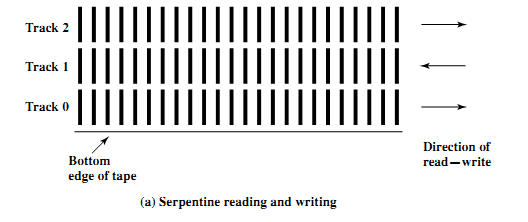 Track 2
Track 1
Track 0
Bottom
edge of tape
Direction of
read—write
(a) Serpentine reading and writing